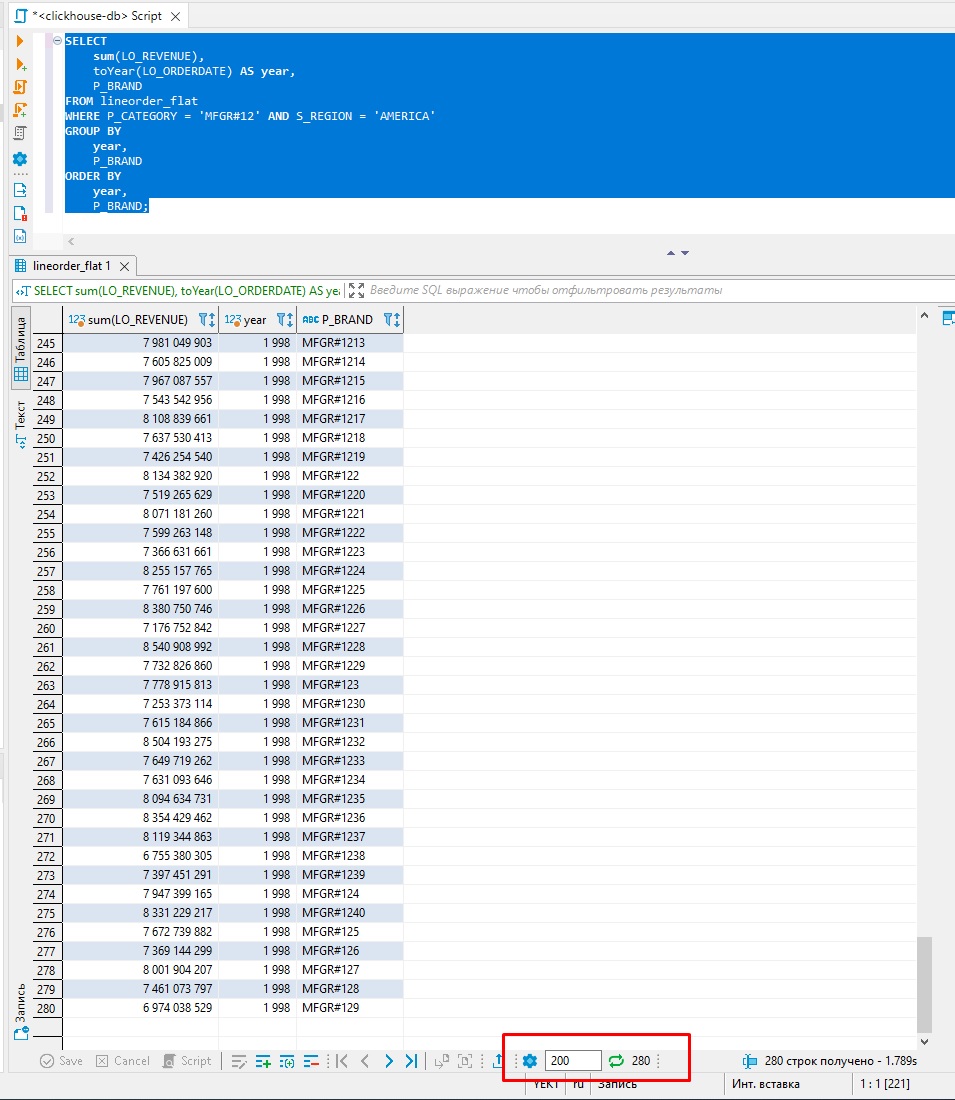 *<clickhouse-db> Script
SELECT
sum(LO_REVENUE),
toYear(LO_ORDERDATE) AS year,
P_BRAND
FROM lineorder_flat
WHERE P_CATEGORY = 'MFGR#12' AND S_REGION = 'AMERICA'
GROUP BY
year,
P_BRAND
ORDER BY
year,
P_BRAND;
lineorder_flat 1
SELECT sum(LO_REVENUE), toYear(LO_ORDERDATE) AS yea
Введите SQL выражение чтобы отфильтровать результаты
Таблица
Текст
Запись
123 sum(LO_REVENUE) 123 year ABC P_BRAND
245 7 981 049 903 1 998 MFGR#1213
246 7 605 825 009 1 998 MFGR#1214
247 7 967 087 557 1 998 MFGR#1215
248 7 543 542 956 1 998 MFGR#1216
249 8 108 839 661 1 998 MFGR#1217
250 7 637 530 413 1 998 MFGR#1218
251 7 426 254 540 1 998 MFGR#1219
252 8 134 382 920 1 998 MFGR#122
253 7 519 265 629 1 998 MFGR#1220
254 8 071 181 260 1 998 MFGR#1221
255 7 599 263 148 1 998 MFGR#1222
256 7 366 631 661 1 998 MFGR#1223
257 8 255 157 765 1 998 MFGR#1224
258 7 761 197 600 1 998 MFGR#1225
259 8 380 750 746 1 998 MFGR#1226
260 7 176 752 842 1 998 MFGR#1227
261 8 540 908 992 1 998 MFGR#1228
262 7 732 826 860 1 998 MFGR#1229
263 7 778 915 813 1 998 MFGR#123
264 7 253 373 114 1 998 MFGR#1230
265 7 615 184 866 1 998 MFGR#1231
266 8 504 193 275 1 998 MFGR#1232
267 7 649 719 262 1 998 MFGR#1233
268 7 631 093 646 1 998 MFGR#1234
269 8 094 634 731 1 998 MFGR#1235
270 8 354 429 462 1 998 MFGR#1236
271 8 119 344 863 1 998 MFGR#1237
272 6 755 380 305 1 998 MFGR#1238
273 7 397 451 291 1 998 MFGR#1239
274 7 947 399 165 1 998 MFGR#124
275 8 331 229 217 1 998 MFGR#1240
276 7 672 739 882 1 998 MFGR#125
277 7 369 144 299 1 998 MFGR#126
278 8 001 904 207 1 998 MFGR#127
279 7 461 073 797 1 998 MFGR#128
280 6 974 038 529 1 998 MFGR#129
Save Cancel Script 200 280 280 строк получено - 1.789s
YEKT ru Запись Инт. вставка 1 : 1 [221]